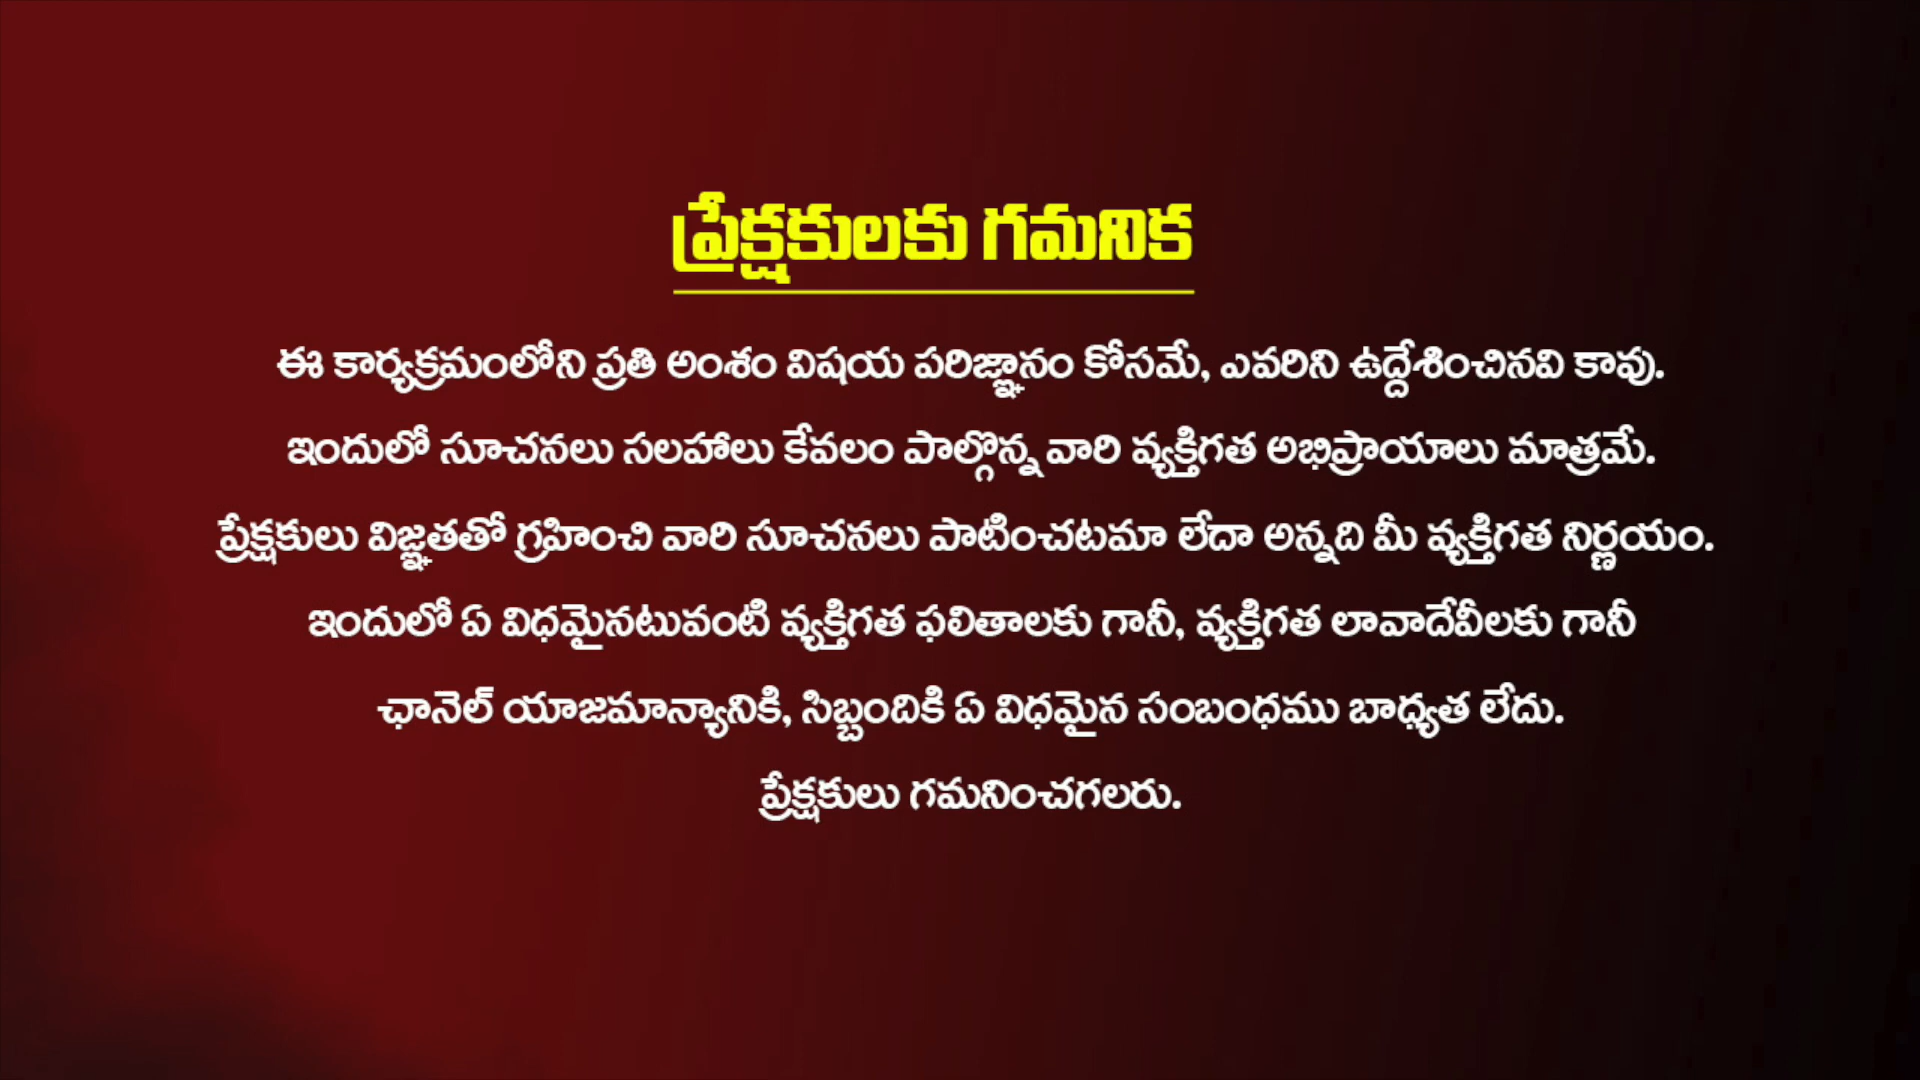 ప్రేక్షకులకు గమనిక
ఈ కార్యక్రమంలోని ప్రతి అంశం విషయ పరిజ్ఞానం కోసమే, ఎవరిని ఉద్దేశించినవి కావు.
ఇందులో సూచనలు సలహాలు కేవలం పాల్గొన్న వారి వ్యక్తిగత అభిప్రాయాలు మాత్రమే.
ప్రేక్షకులు విజ్ఞతతో గ్రహించి వారి సూచనలు పాటించటమా లేదా అన్నది మీ వ్యక్తిగత నిర్ణయం.
ఇందులో ఏ విధమైనటువంటి వ్యక్తిగత ఫలితాలకు గానీ, వ్యక్తిగత లావాదేవీలకు గానీ
ఛానెల్ యాజమాన్యానికి, సిబ్బందికి ఏ విధమైన సంబంధము బాధ్యత లేదు.
ప్రేక్షకులు గమనించగలరు.